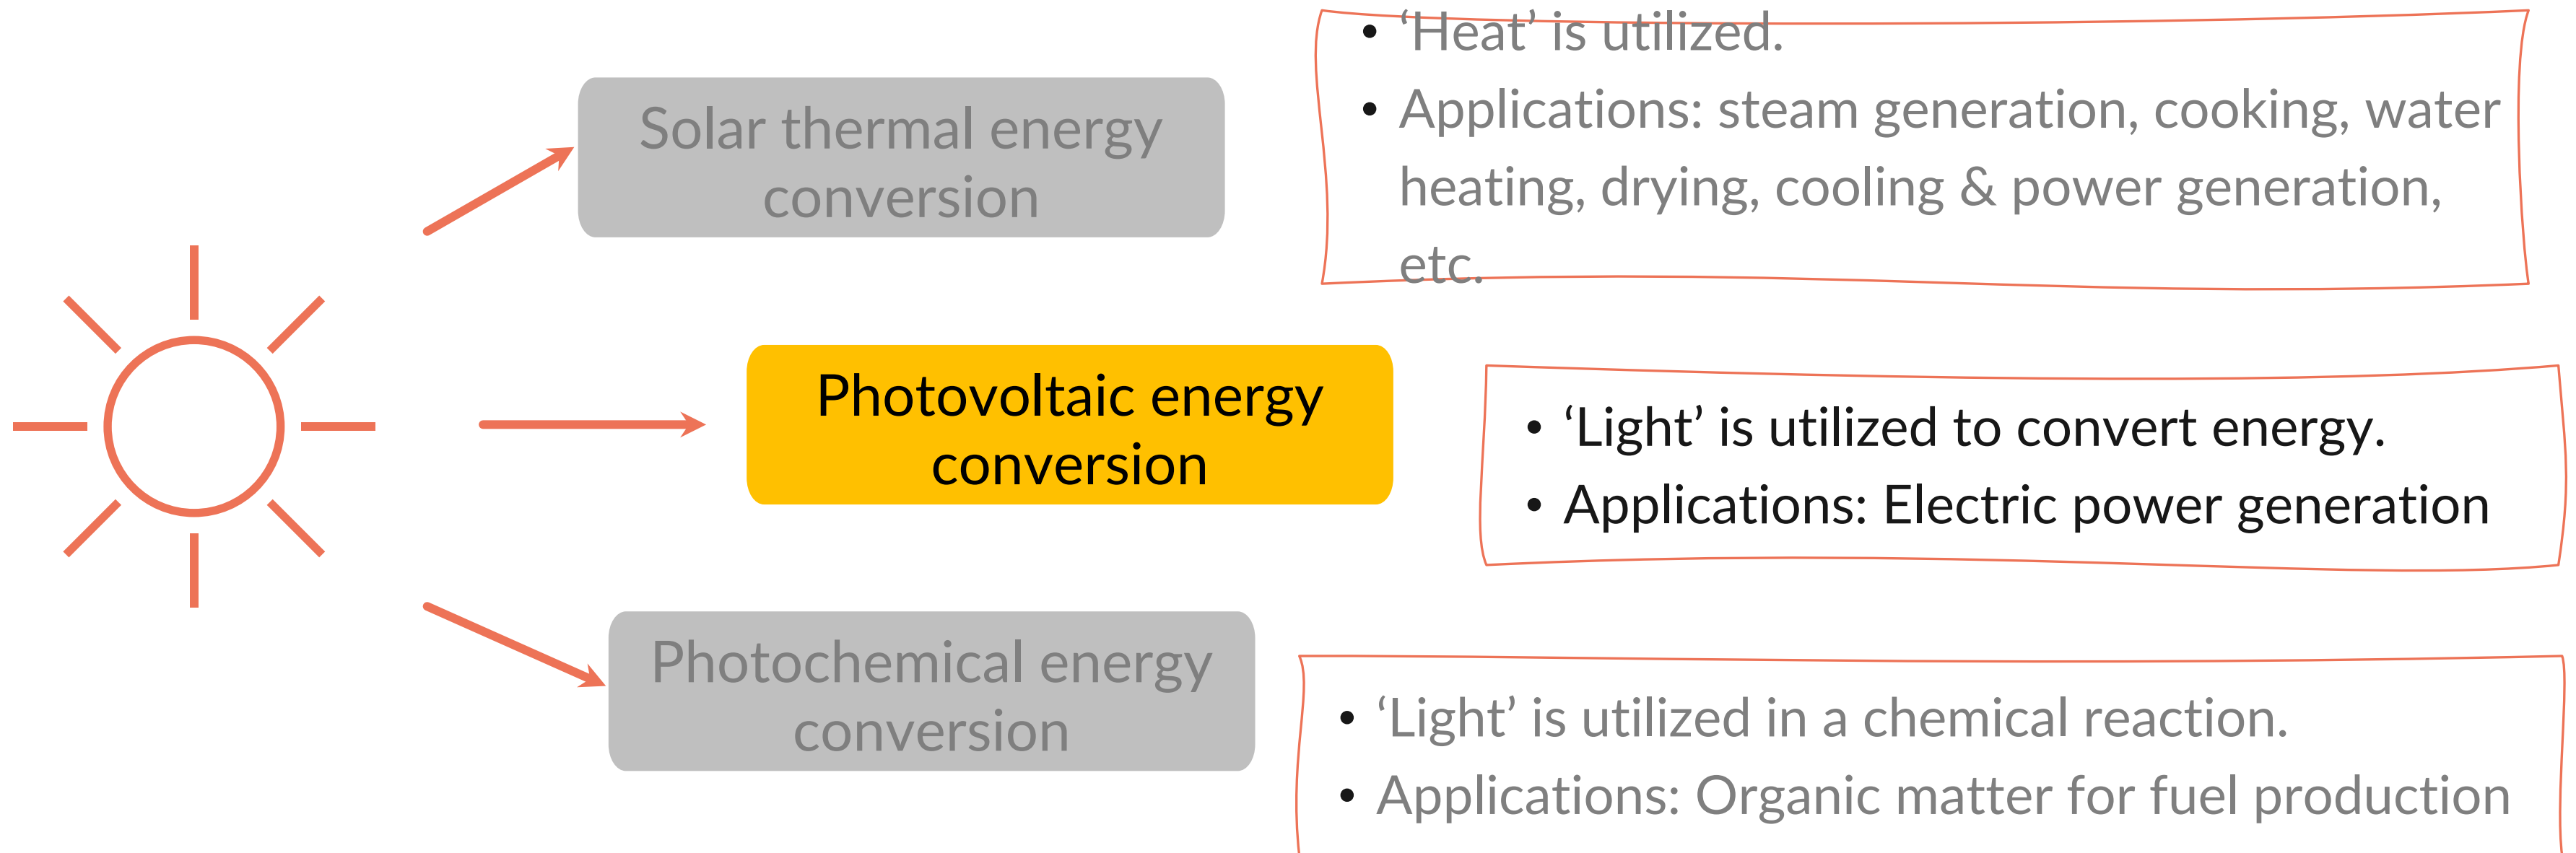 Solar thermal energy
conversion
• ‘Heat’ is utilized.
• Applications: steam generation, cooking, water
heating, drying, cooling & power generation,
etc.
Photovoltaic energy
conversion
• ‘Light’ is utilized to convert energy.
• Applications: Electric power generation
Photochemical energy
conversion
• ‘Light’ is utilized in a chemical reaction.
• Applications: Organic matter for fuel production